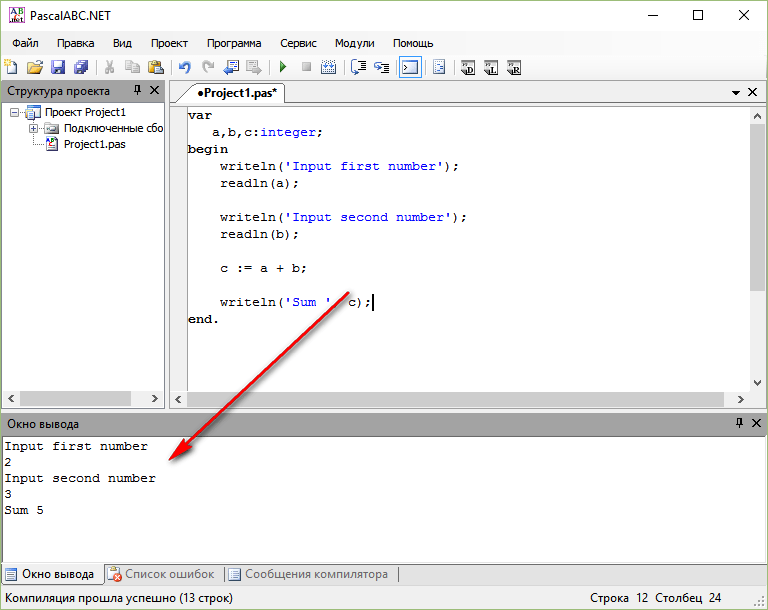 PascalABC.NET
Файл Правка Вид Проект Программа Сервис Модули Помощь
Структура проекта
Проект Project1
Подключенные сбо
Project1.pas
●Project1.pas*
var
a,b,c:integer;
begin
writeln('Input first number');
readln(a);
writeln('Input second number');
readln(b);
c := a + b;
writeln('Sum ' c);
end.
Окно вывода
Input first number
2
Input second number
3
Sum 5
Окно вывода Список ошибок Сообщения компилятора
Компиляция прошла успешно (13 строк) Строка 12 Столбец 24